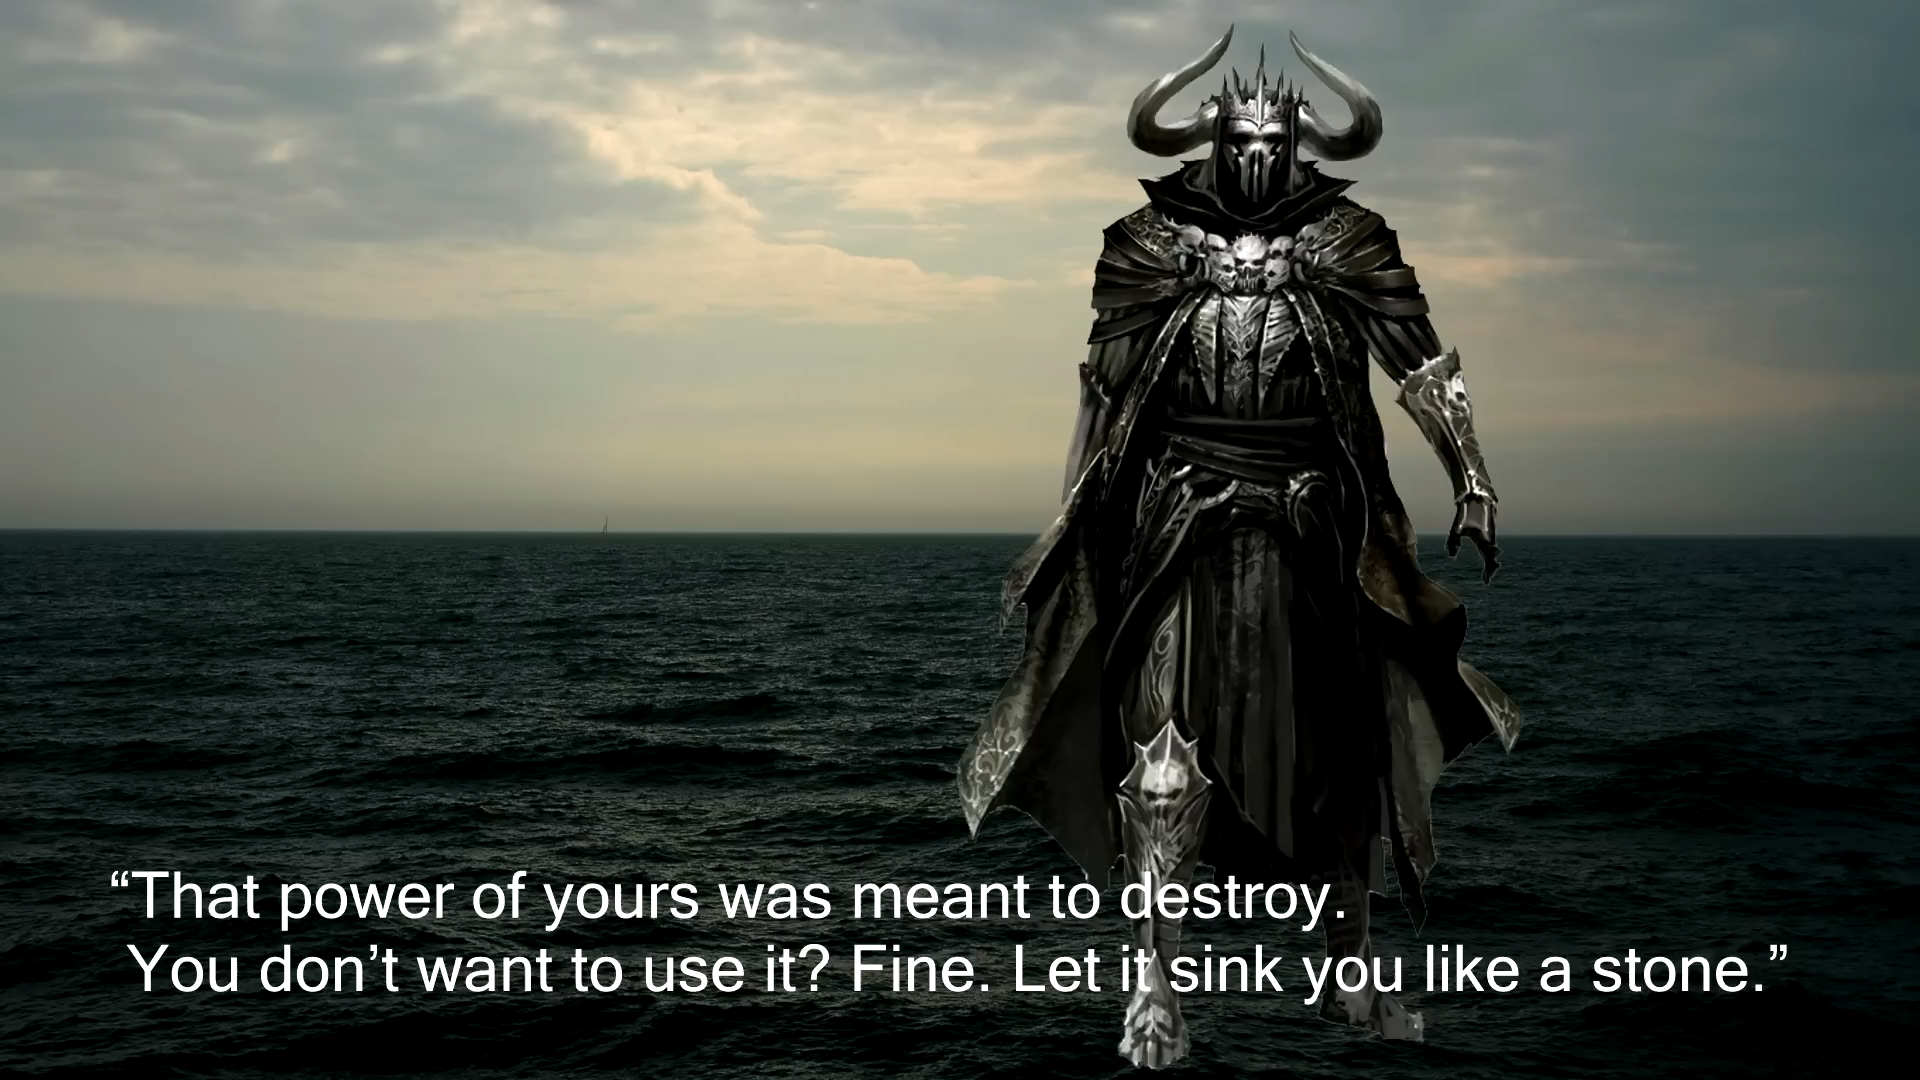 “That power of yours was meant to destroy.
You don’t want to use it? Fine. Let it sink you like a stone.”